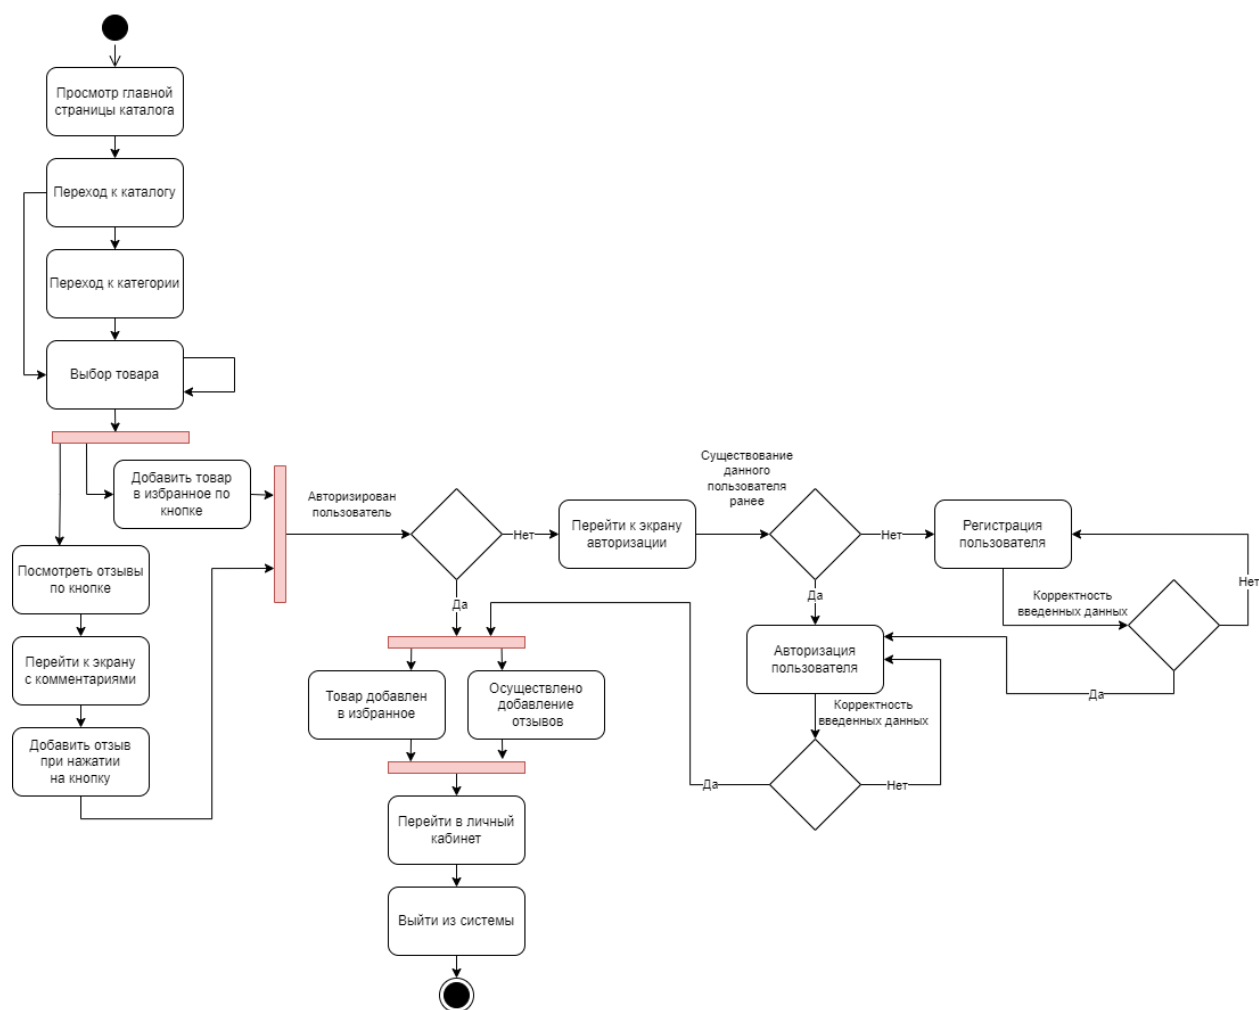 Просмотр главной
страницы каталога
Переход к каталогу
Переход к категории
Выбор товара
Добавить товар
в избранное по
кнопке
Посмотреть отзывы
по кнопке
Перейти к экрану
с комментариями
Добавить отзыв
при нажатии
на кнопку
Авторизирован
пользователь
Нет
Да
Перейти к экрану
авторизации
Существование
данного
пользователя
ранее
Нет
Да
Регистрация
пользователя
Корректность
введенных данных
Нет
Да
Авторизация
пользователя
Корректность
введенных данных
Нет
Да
Товар добавлен
в избранное
Осуществлено
добавление
отзывов
Перейти в личный
кабинет
Выйти из системы